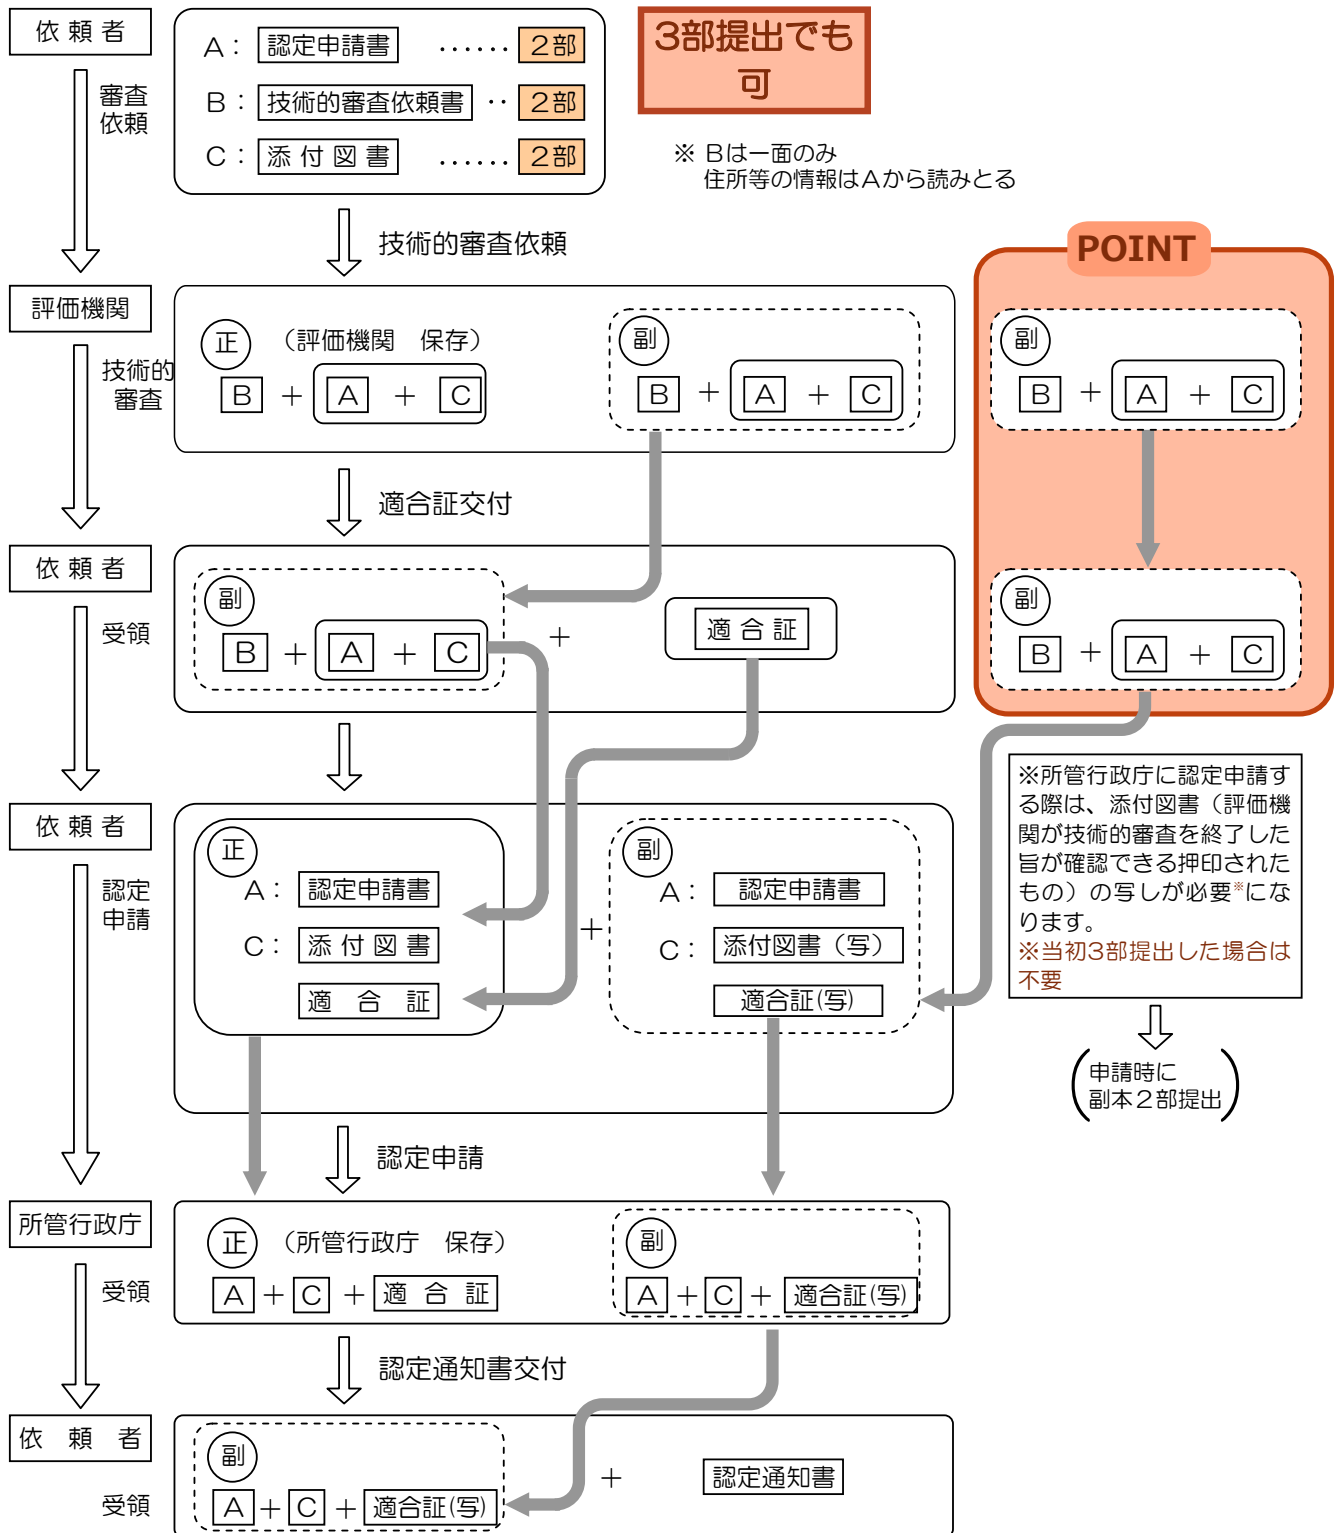 依 頼 者
A： 認定申請書 …… 2部
B： 技術的審査依頼書 ‥ 2部
C： 添 付 図 書 …… 2部
3部提出でも
可
審査
依頼
※ Bは一面のみ
住所等の情報はAから読みとる
技術的審査依頼
POINT
評価機関
正 （評価機関　保存）
副
副
B ＋ A ＋ C
B ＋ A ＋ C
B ＋ A ＋ C
技術的
審査
適合証交付
依 頼 者
副
副
B ＋ A ＋ C
＋
適 合 証
B ＋ A ＋ C
受領
※所管行政庁に認定申請す
る際は、添付図書（評価機
関が技術的審査を終了した
旨が確認できる押印された
もの）の写しが必要※にな
ります。
※当初3部提出した場合は
不要
申請時に
副本２部提出
依 頼 者
認定
申請
正
A： 認定申請書
C： 添 付 図 書
適 合 証
＋
副
A： 認定申請書
C： 添付図書（写）
適合証(写)
認定申請
所管行政庁
正 （所管行政庁　保存）
副
A ＋ C ＋ 適 合 証
A ＋ C ＋ 適合証(写)
受領
認定通知書交付
依 頼 者
副
A ＋ C ＋ 適合証(写)
＋
認定通知書
受領